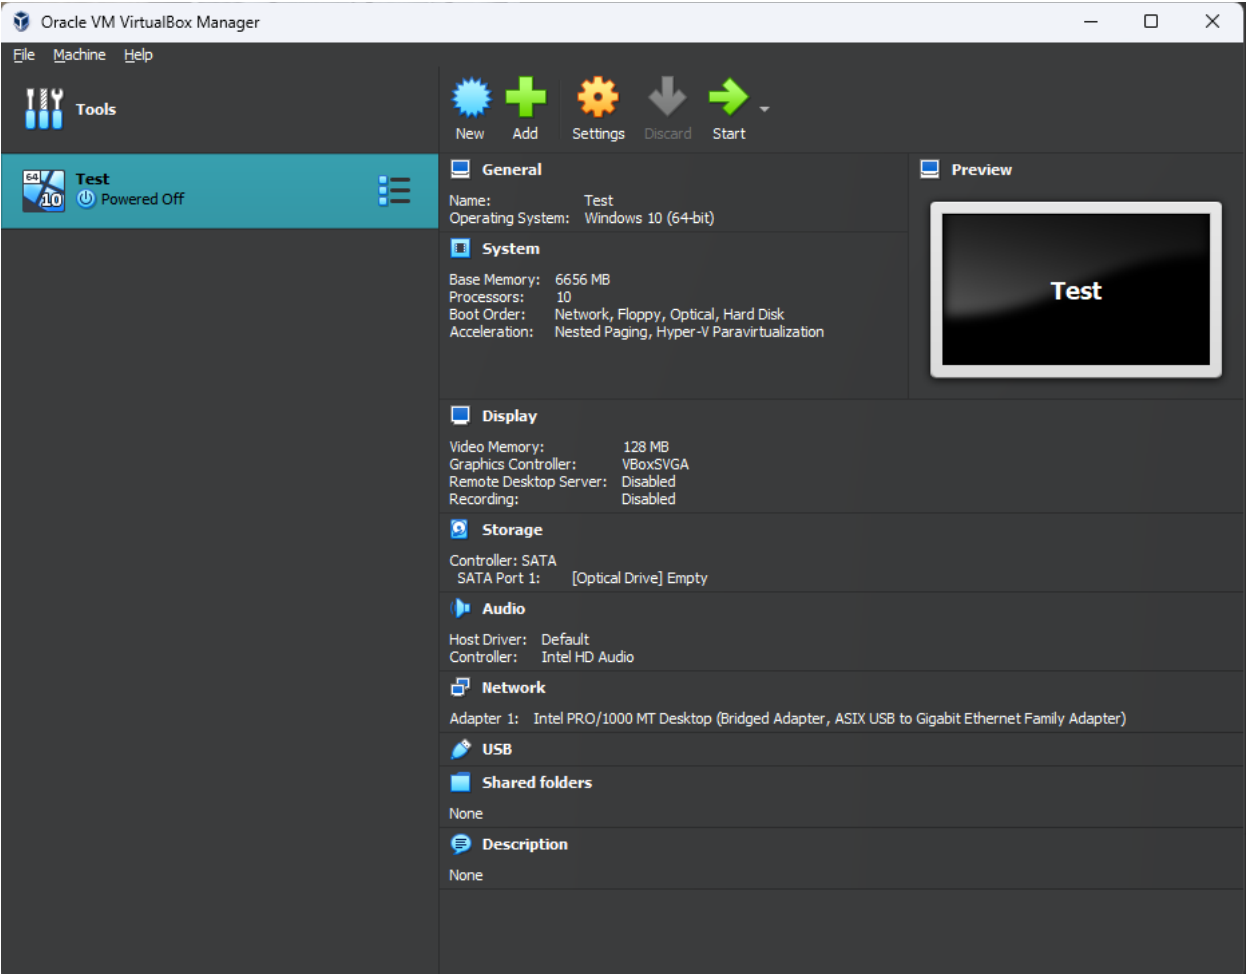 Oracle VM VirtualBox Manager
File Machine Help
Tools
New Add Settings Discard Start
64
10
Test
Powered Off
General
Name: Test
Operating System: Windows 10 (64-bit)
Preview
Test
System
Base Memory: 6656 MB
Processors: 10
Boot Order: Network, Floppy, Optical, Hard Disk
Acceleration: Nested Paging, Hyper-V Paravirtualization
Display
Video Memory: 128 MB
Graphics Controller: VBoxSVGA
Remote Desktop Server: Disabled
Recording: Disabled
Storage
Controller: SATA
SATA Port 1: [Optical Drive] Empty
Audio
Host Driver: Default
Controller: Intel HD Audio
Network
Adapter 1: Intel PRO/1000 MT Desktop (Bridged Adapter, ASIX USB to Gigabit Ethernet Family Adapter)
USB
Shared folders
None
Description
None